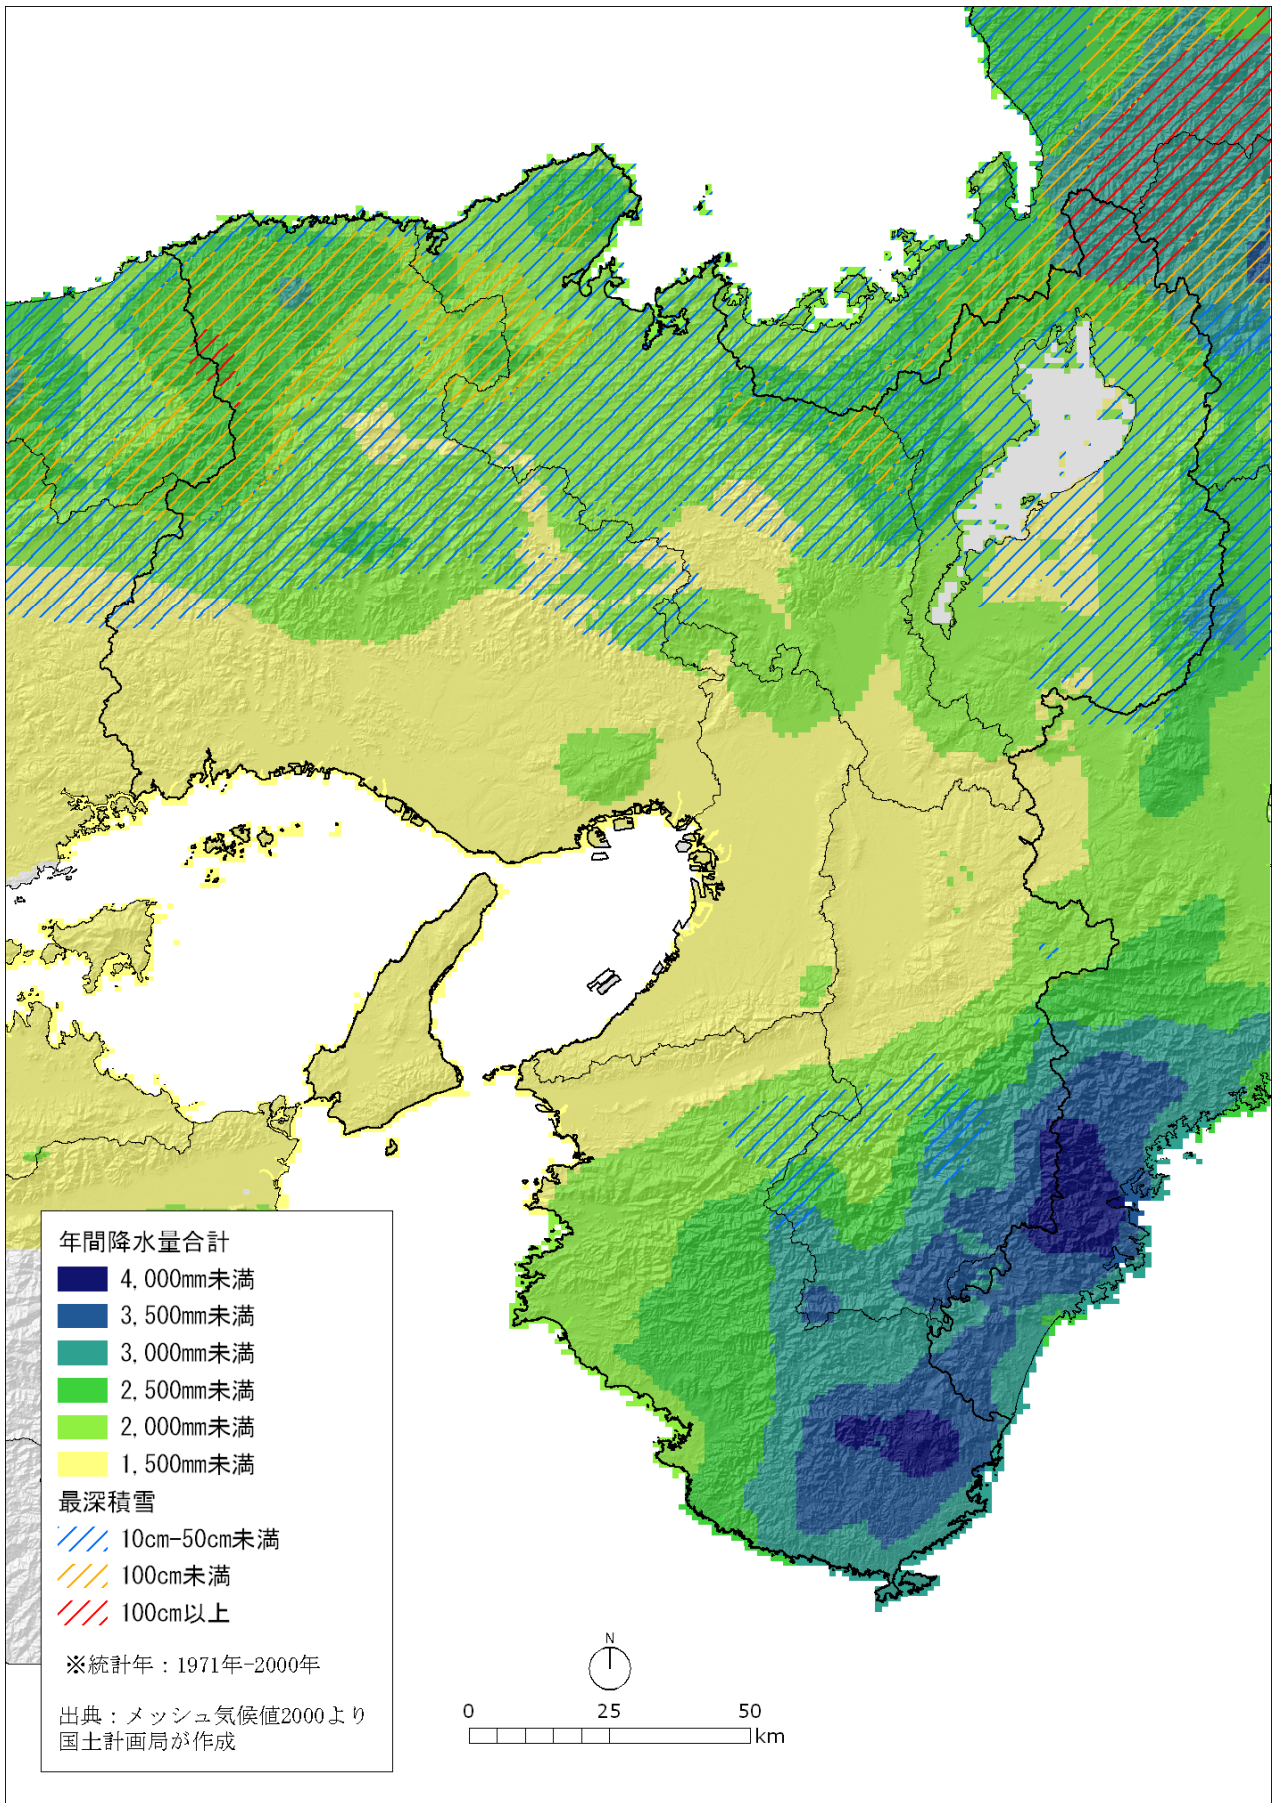 年間降水量合計
4,000mm未満
3,500mm未満
3,000mm未満
2,500mm未満
2,000mm未満
1,500mm未満
最深積雪
10cm-50cm未満
100cm未満
100cm以上
※統計年：1971年-2000年
出典：メッシュ気候値2000より
国土計画局が作成
N
0 25 50
km